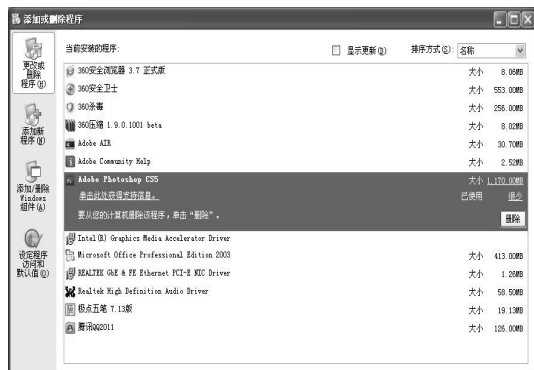 添加或删除程序
更改或
删除
程序(H)
添加新
程序(N)
添加/删除
Windows
组件(A)
设定程序
访问和
默认值(O)
当前安装的程序:
显示更新(D)
排序方式(S): 名称
360安全浏览器 3.7 正式版 大小 8.06MB
360安全卫士 大小 553.00MB
360杀毒 大小 256.00MB
360压缩 1.9.0.1001 beta 大小 8.02MB
Adobe AIR 大小 30.70MB
Adobe Community Help 大小 2.52MB
Adobe Photoshop CS5 大小 1,170.00MB
单击此处获得支持信息。 已使用 很少
要从您的计算机删除该程序，单击“删除”。 删除
Intel(R) Graphics Media Accelerator Driver
Microsoft Office Professional Edition 2003 大小 413.00MB
REALTEK GbE & FE Ethernet PCI-E NIC Driver 大小 1.26MB
Realtek High Definition Audio Driver 大小 58.50MB
极点五笔 7.13版 大小 19.13MB
腾讯QQ2011 大小 126.00MB